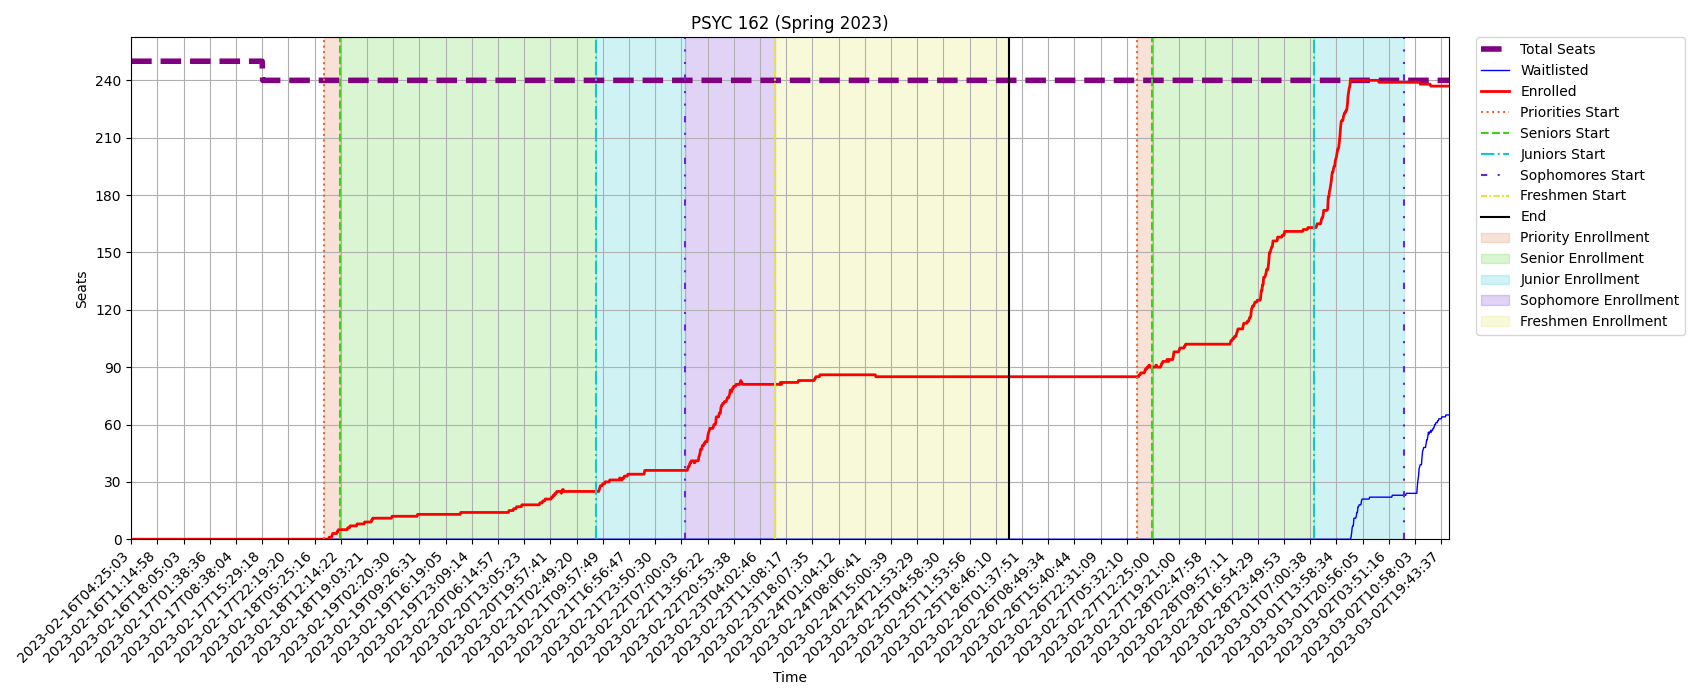 PSYC 162 (Spring 2023)
Seats
240
210
180
150
120
90
60
30
0
2023-02-16T04:25:03
2023-02-16T11:14:58
2023-02-16T18:05:03
2023-02-17T01:38:36
2023-02-17T08:38:04
2023-02-17T15:29:18
2023-02-17T22:19:20
2023-02-18T05:25:16
2023-02-18T12:14:22
2023-02-18T19:03:21
2023-02-19T02:20:30
2023-02-19T09:26:31
2023-02-19T16:19:05
2023-02-19T23:09:14
2023-02-20T06:14:57
2023-02-20T13:05:23
2023-02-20T19:57:41
2023-02-21T02:49:20
2023-02-21T09:57:49
2023-02-21T16:56:47
2023-02-21T23:50:30
2023-02-22T07:00:03
2023-02-22T13:56:22
2023-02-22T20:53:38
2023-02-23T04:02:46
2023-02-23T11:08:17
2023-02-23T18:07:35
2023-02-24T01:04:12
2023-02-24T08:06:41
2023-02-24T15:00:39
2023-02-24T21:53:29
2023-02-25T04:58:30
2023-02-25T11:53:56
2023-02-25T18:46:10
2023-02-26T01:37:51
2023-02-26T08:49:34
2023-02-26T15:40:44
2023-02-26T22:31:09
2023-02-27T05:32:10
2023-02-27T12:25:00
2023-02-27T19:21:00
2023-02-28T02:47:58
2023-02-28T09:57:11
2023-02-28T16:54:29
2023-02-28T23:49:53
2023-03-01T07:00:38
2023-03-01T13:58:34
2023-03-01T20:56:05
2023-03-02T03:51:16
2023-03-02T10:58:03
2023-03-02T19:43:37
Time
Total Seats
Waitlisted
Enrolled
Priorities Start
Seniors Start
Juniors Start
Sophomores Start
Freshmen Start
End
Priority Enrollment
Senior Enrollment
Junior Enrollment
Sophomore Enrollment
Freshmen Enrollment